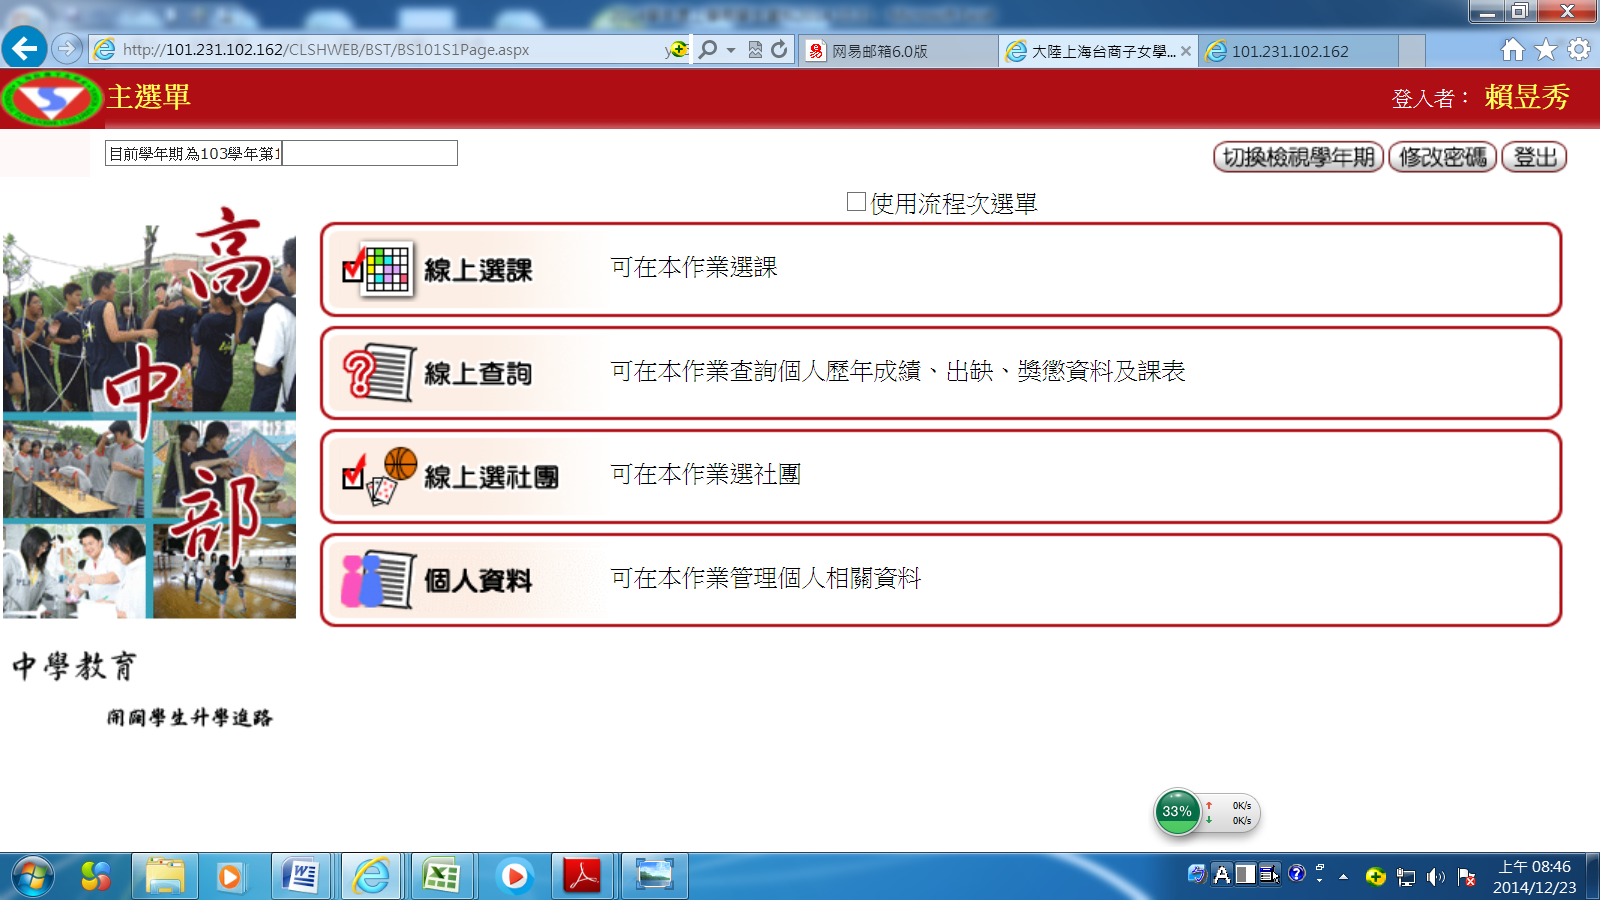 http://101.231.102.162/CLSHWEB/BST/BS101S1Page.aspx
网易邮箱6.0版
大陸上海台商子女學...
101.231.102.162
主選單
登入者： 賴昱秀
目前學年期為103學年第1
切換檢視學年期
修改密碼
登出
使用流程次選單
高中部
線上選課
可在本作業選課
線上查詢
可在本作業查詢個人歷年成績、出缺、獎懲資料及課表
線上選社團
可在本作業選社團
個人資料
可在本作業管理個人相關資料
中學教育
開闊學生升學進路
33%
0K/s
0K/s
上午 08:46
2014/12/23